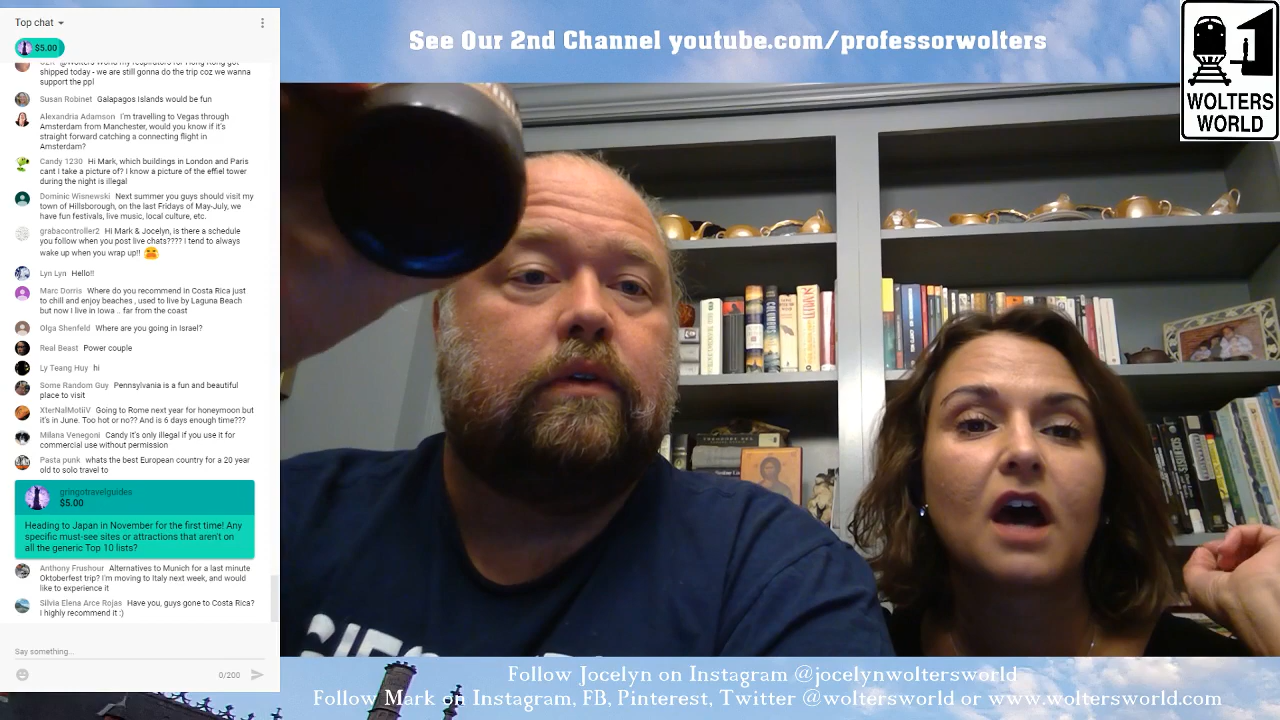 Top chat
$5.00
shipped today - we are still gonna do the trip coz we wanna
support the ppl
Susan Robinet Galapagos Islands would be fun
Alexandria Adamson I'm travelling to Vegas through
Amsterdam from Manchester, would you know if it's
straight forward catching a connecting flight in
Amsterdam?
Candy 1230 Hi Mark, which buildings in London and Paris
cant I take a picture of? I know a picture of the effiel tower
during the night is illegal
Dominic Wisnewski Next summer you guys should visit my
town of Hillsborough, on the last Fridays of May-July, we
have fun festivals, live music, local culture, etc.
grabacontroller2 Hi Mark & Jocelyn, is there a schedule
you follow when you post live chats???? I tend to always
wake up when you wrap up!!
Lyn Lyn Hello!!
Marc Dorris Where do you recommend in Costa Rica just
to chill and enjoy beaches , used to live by Laguna Beach
but now I live in Iowa .. far from the coast
Olga Shenfeld Where are you going in Israel?
Real Beast Power couple
Ly Teang Huy hi
Some Random Guy Pennsylvania is a fun and beautiful
place to visit
XterNalMotiiV Going to Rome next year for honeymoon but
it's in June. Too hot or no?? And is 6 days enough time???
Milana Venegoni Candy it's only illegal if you use it for
commercial use without permission
Pasta punk whats the best European country for a 20 year
old to solo travel to
gringotravelguides
$5.00
Heading to Japan in November for the first time! Any
specific must-see sites or attractions that aren't on
all the generic Top 10 lists?
Anthony Frushour Alternatives to Munich for a last minute
Oktoberfest trip? I'm moving to Italy next week, and would
like to experience it
Silvia Elena Arce Rojas Have you, guys gone to Costa Rica?
I highly recommend it :)
Say something...
0/200
See Our 2nd Channel youtube.com/professorwolters
WOLTERS
WORLD
Follow Jocelyn on Instagram @jocelynwoltersworld
Follow Mark on Instagram, FB, Pinterest, Twitter @woltersworld or www.woltersworld.com